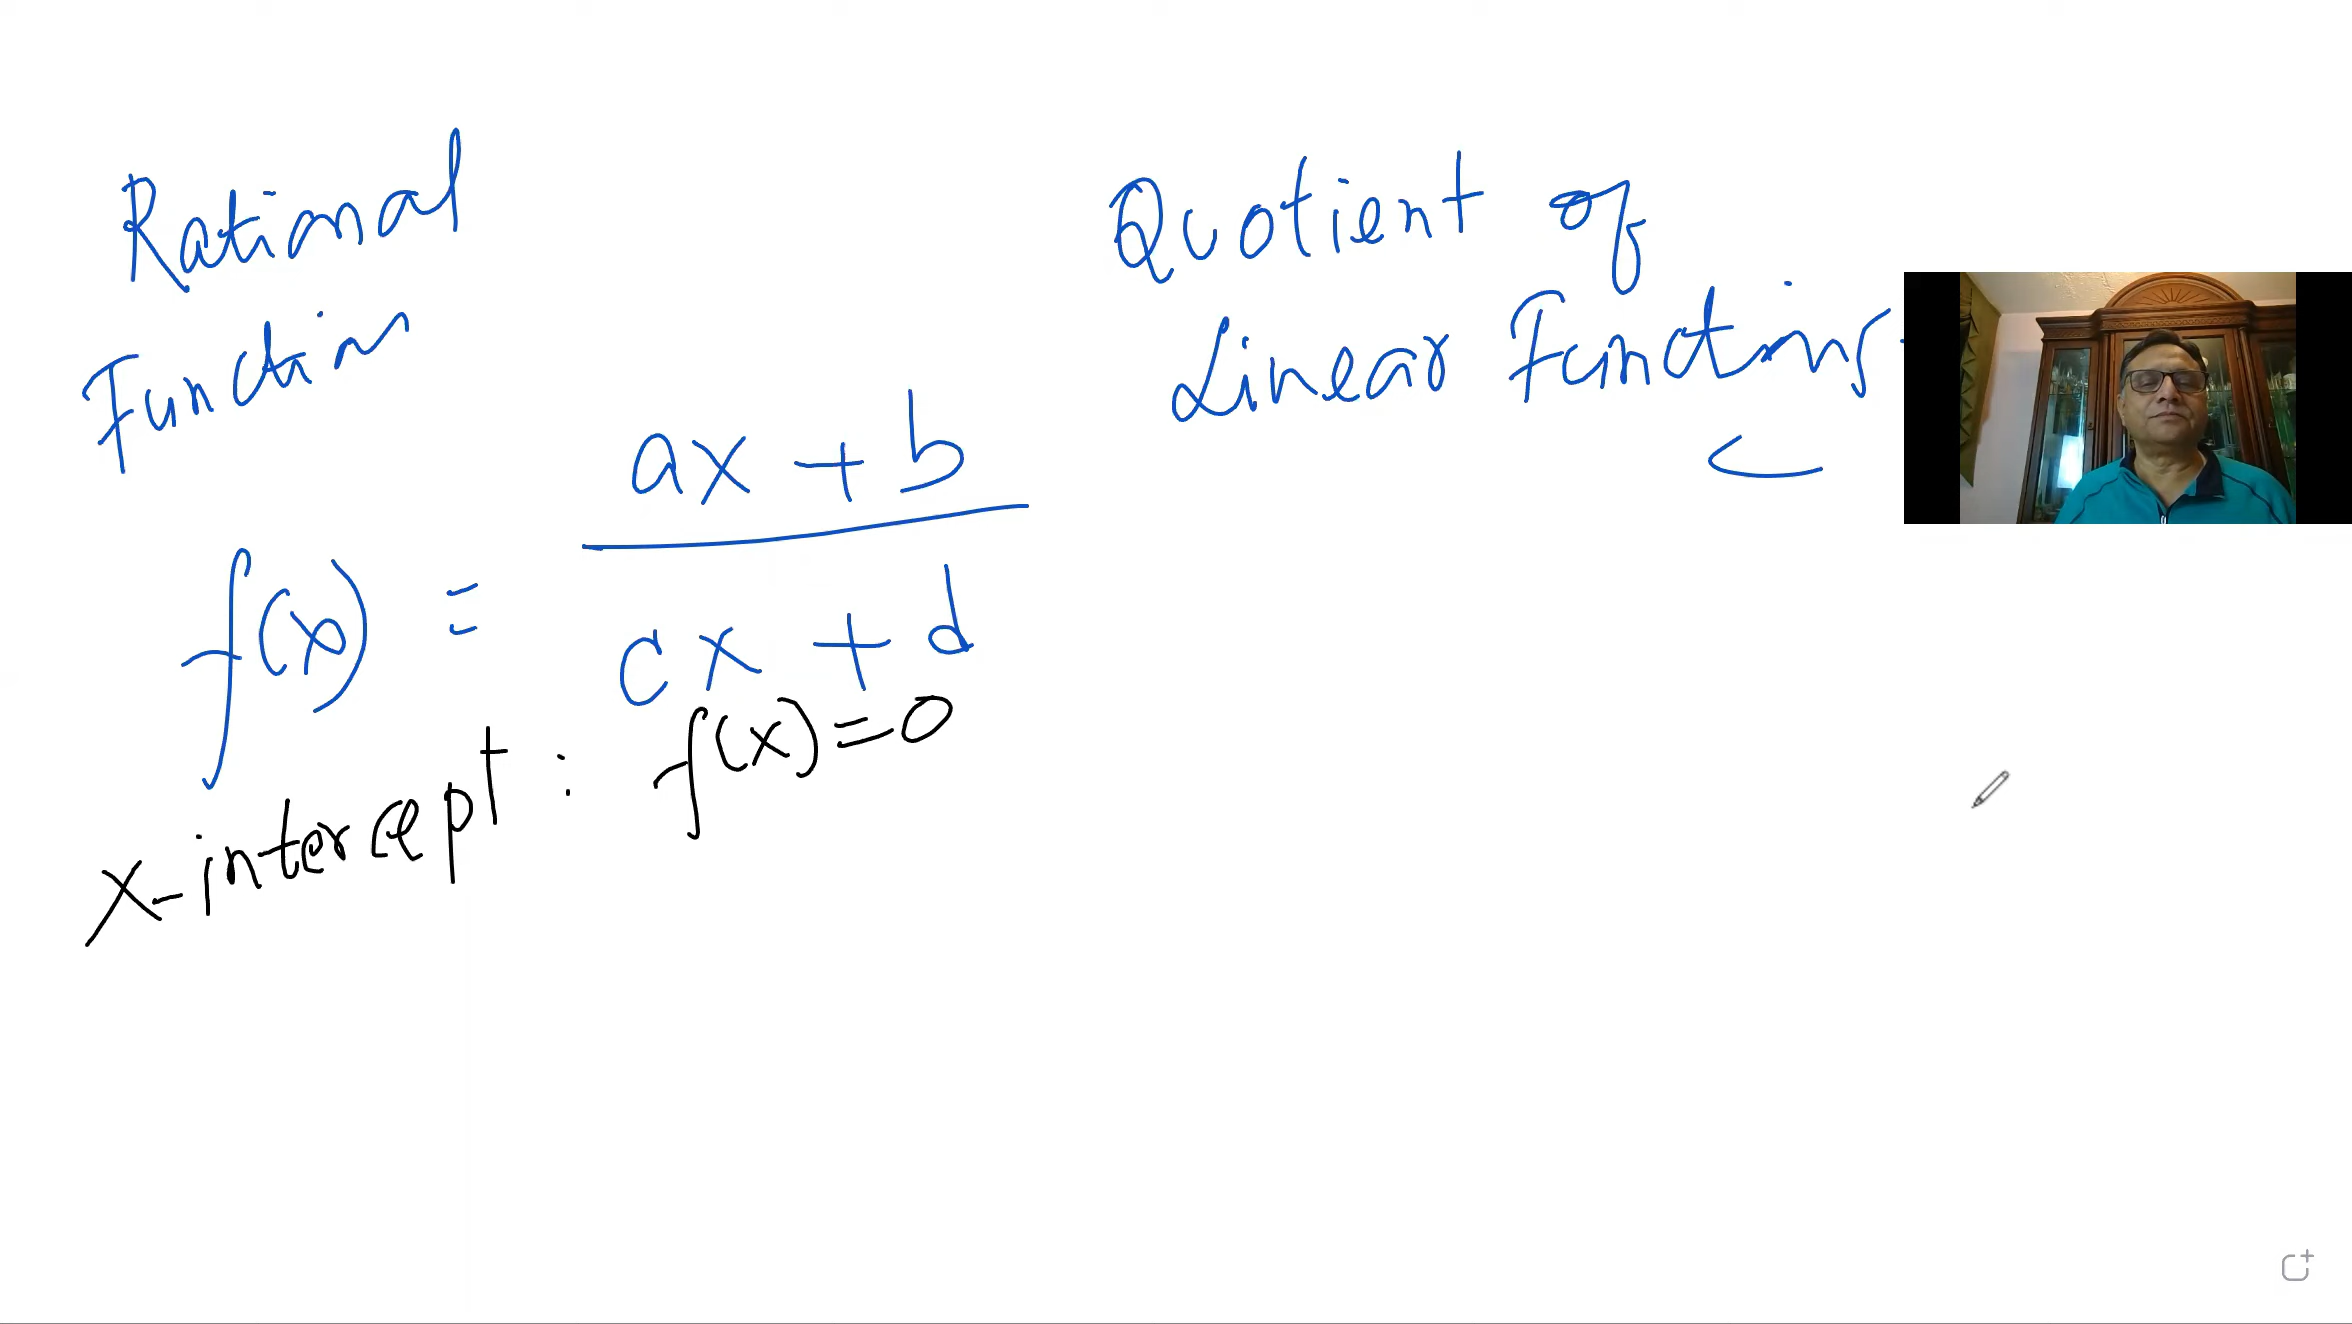 Rational
Function
Quotient of
Linear Functions
f(x) = ax + b
cx + d
x-intercept : f(x)=0